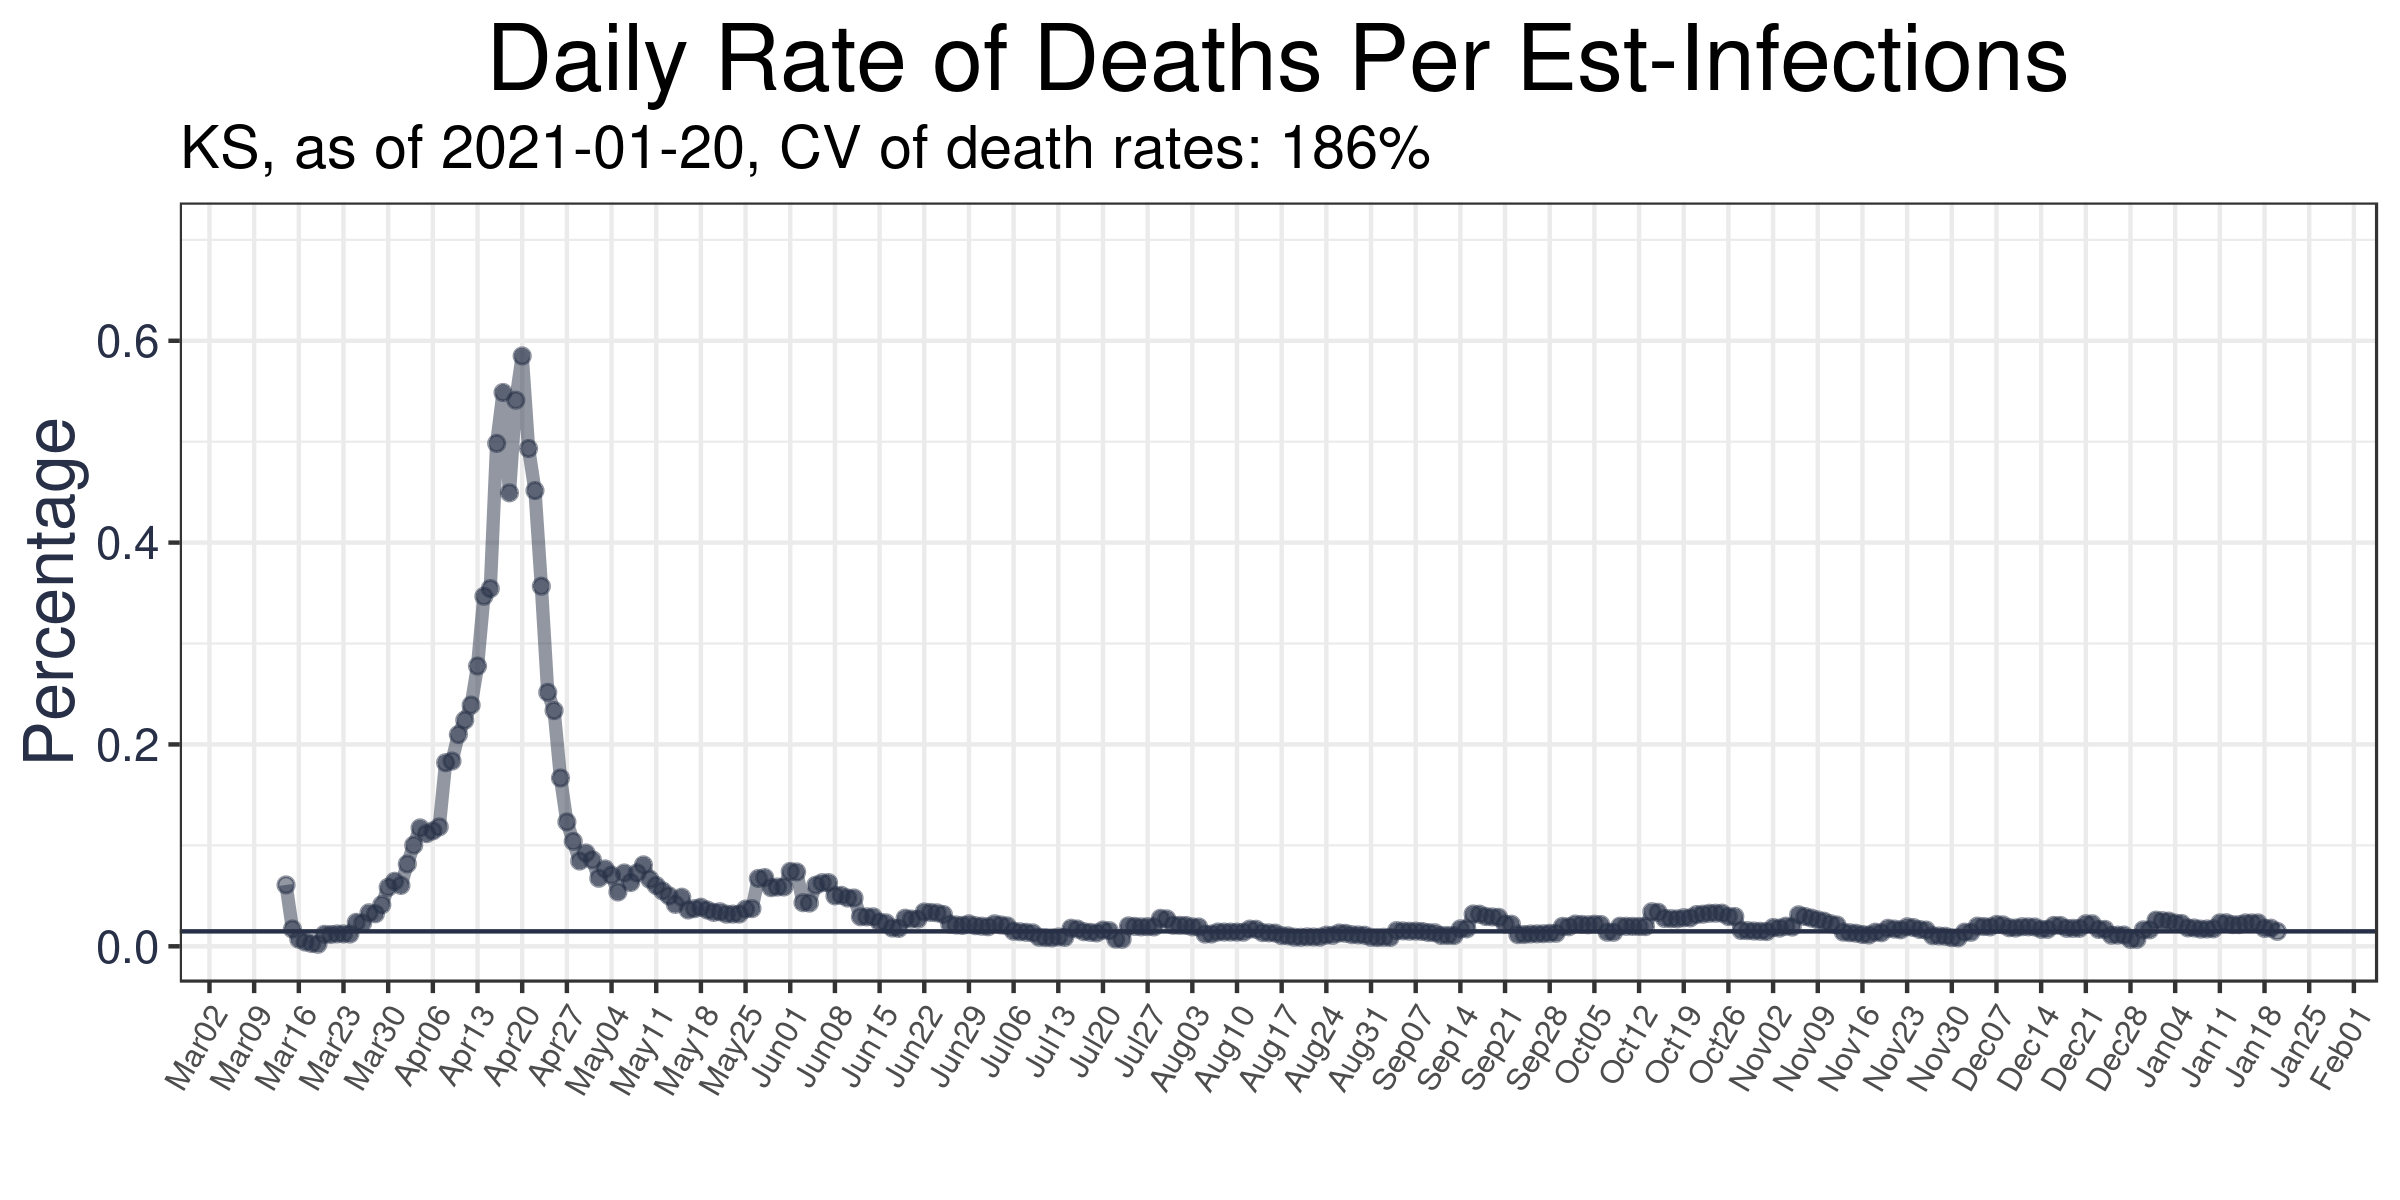 Daily Rate of Deaths Per Est-Infections
KS, as of 2021-01-20, CV of death rates: 186%
Percentage
0.6
0.4
0.2
0.0
Mar02
Mar09
Mar16
Mar23
Mar30
Apr06
Apr13
Apr20
Apr27
May04
May11
May18
May25
Jun01
Jun08
Jun15
Jun22
Jun29
Jul06
Jul13
Jul20
Jul27
Aug03
Aug10
Aug17
Aug24
Aug31
Sep07
Sep14
Sep21
Sep28
Oct05
Oct12
Oct19
Oct26
Nov02
Nov09
Nov16
Nov23
Nov30
Dec07
Dec14
Dec21
Dec28
Jan04
Jan11
Jan18
Jan25
Feb01